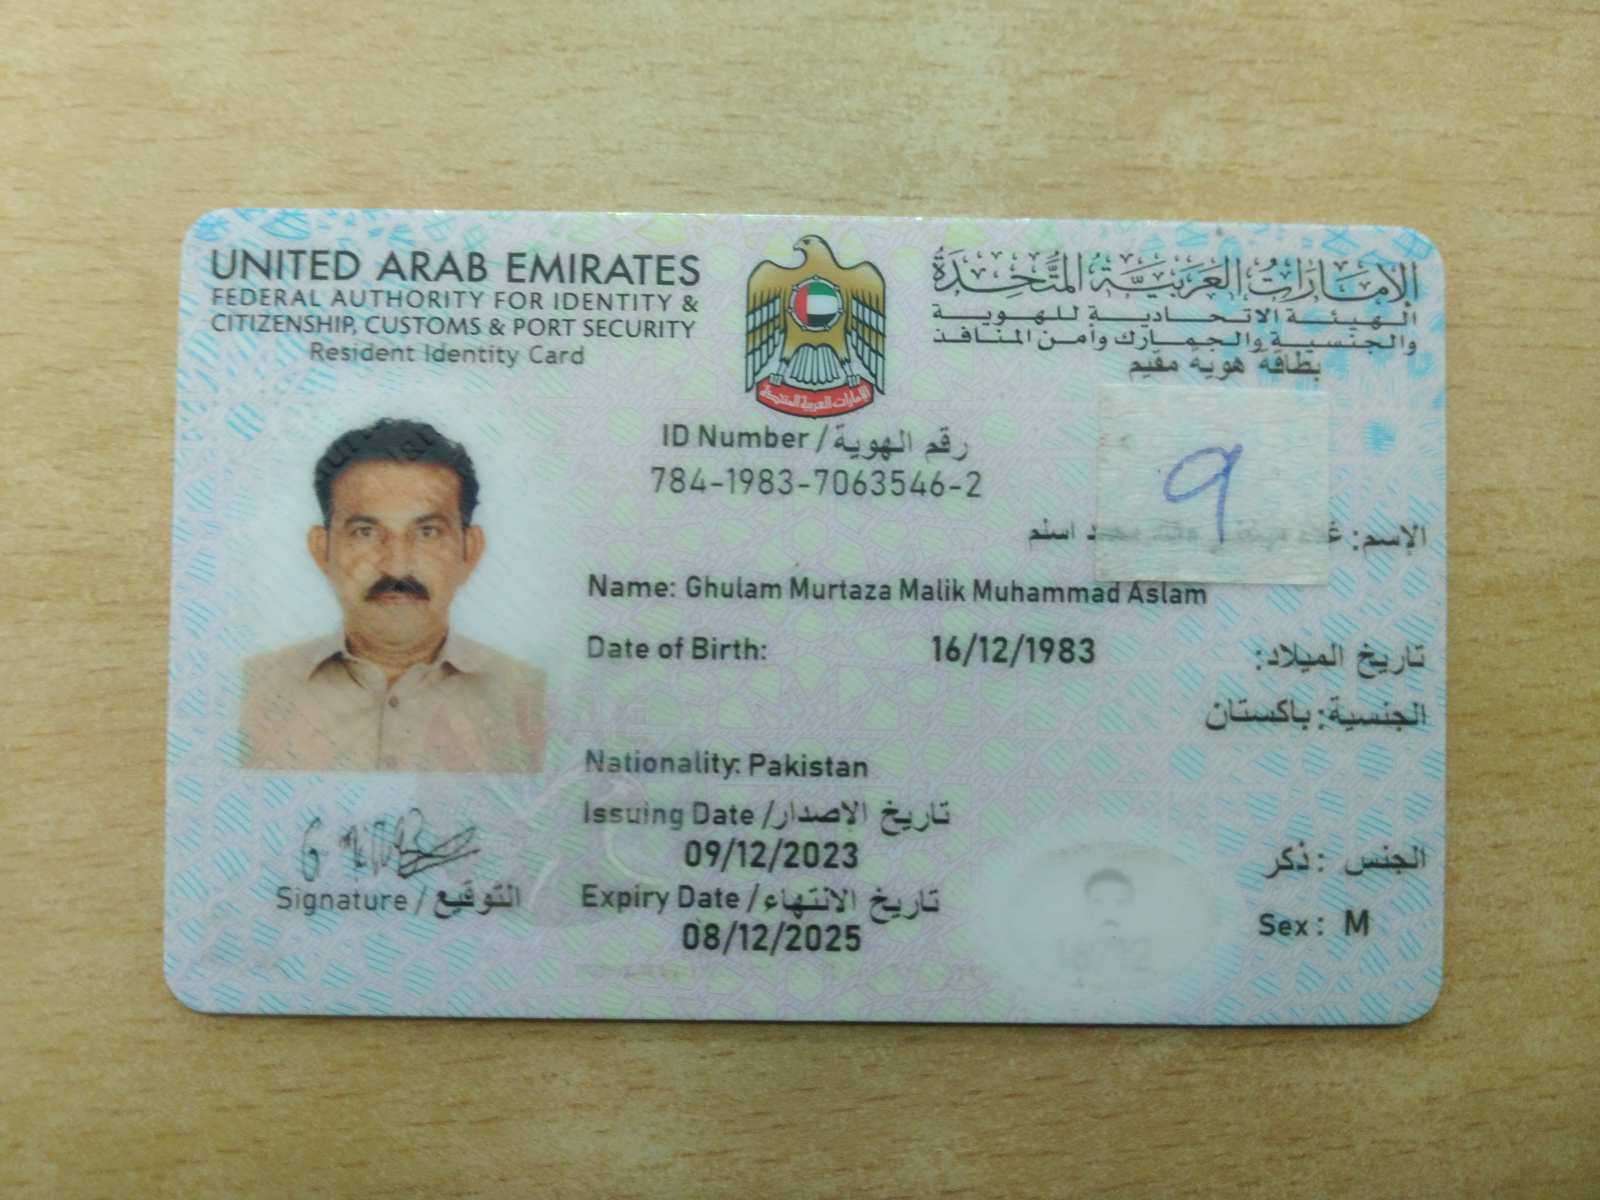 UNITED ARAB EMIRATES
FEDERAL AUTHORITY FOR IDENTITY &
CITIZENSHIP, CUSTOMS & PORT SECURITY
Resident Identity Card
الإمارات العربية المتحدة
الهيئة الاتحادية للهوية
والجنسية والجمارك وأمن المنافذ
بطاقة هوية مقيم
الإمارات العربية المتحدة
ID Number / رقم الهوية
784-1983-7063546-2
9
الإسم: اسلم
Name: Ghulam Murtaza Malik Muhammad Aslam
Date of Birth: 16/12/1983 تاريخ الميلاد:
الجنسية: باكستان
Nationality: Pakistan
Issuing Date / تاريخ الاصدار
09/12/2023
الجنس : ذكر
Expiry Date / تاريخ الانتهاء
08/12/2025
Sex : M
Signature / التوقيع